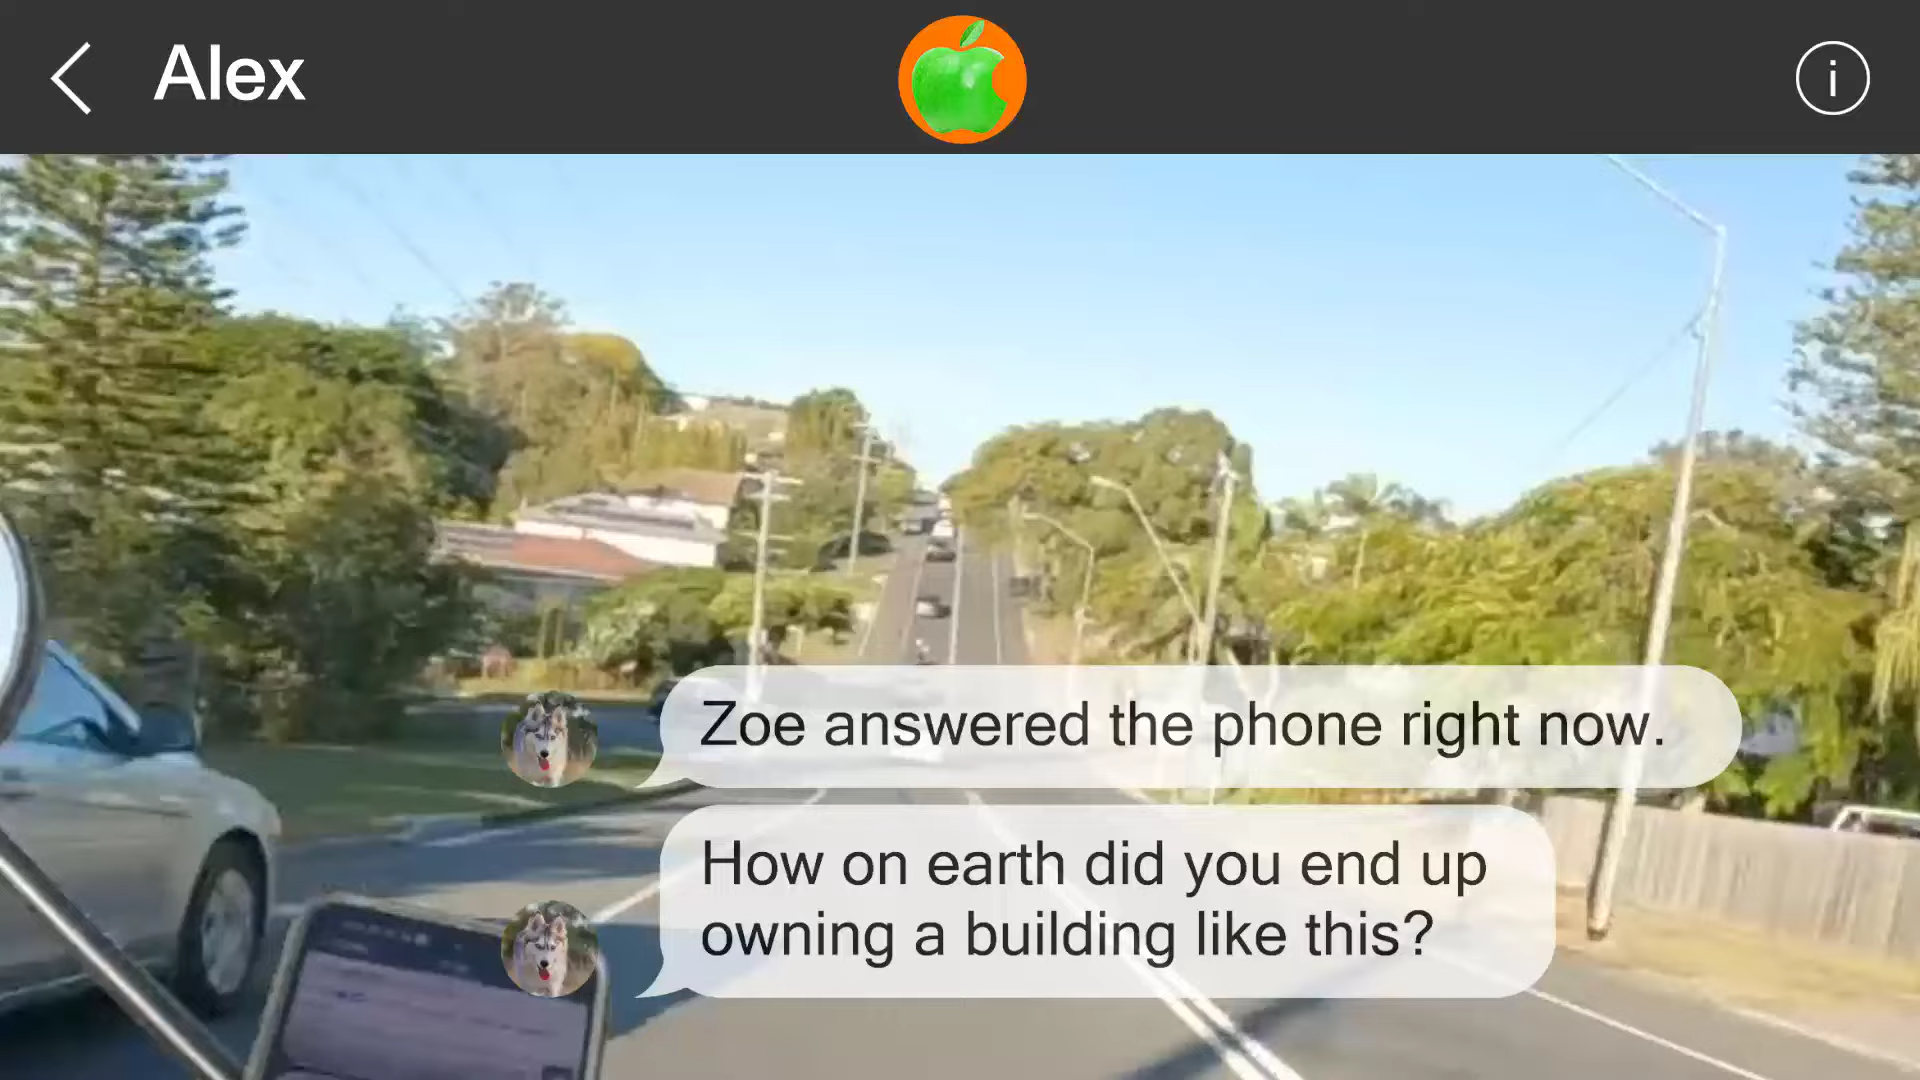 Alex
Zoe answered the phone right now.
How on earth did you end up
owning a building like this?